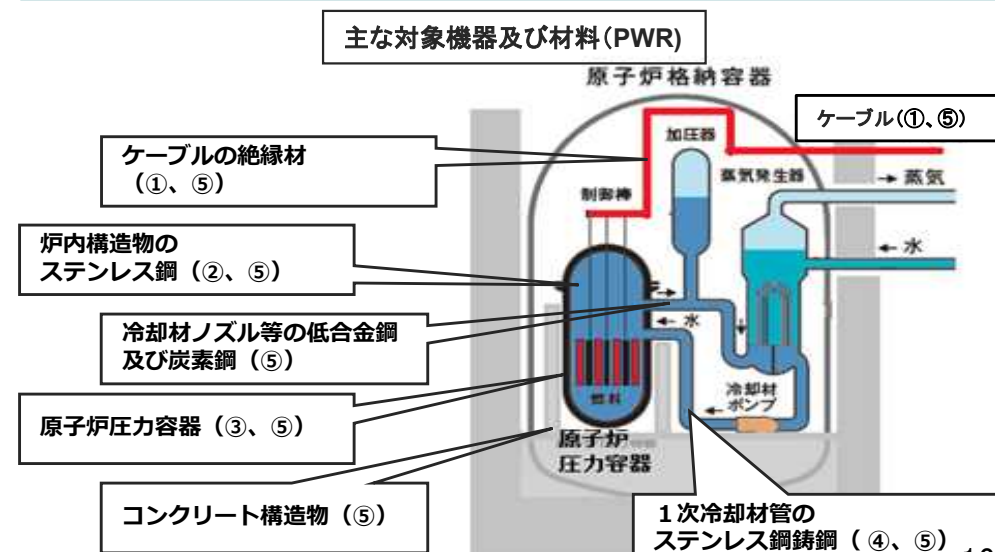 主な対象機器及び材料(PWR)
原子炉格納容器
ケーブル(①、⑤)
加圧器
ケーブルの絶縁材
(①、⑤)
蒸気発生器
→ 蒸気
制御棒
← 水
炉内構造物の
ステンレス鋼(②、⑤)
冷却材ノズル等の低合金鋼
及び炭素鋼(⑤)
← 水
冷却材
ポンプ
燃料
原子炉圧力容器(③、⑤)
原子炉
圧力容器
コンクリート構造物(⑤)
1次冷却材管の
ステンレス鋼鋳鋼( ④、⑤)